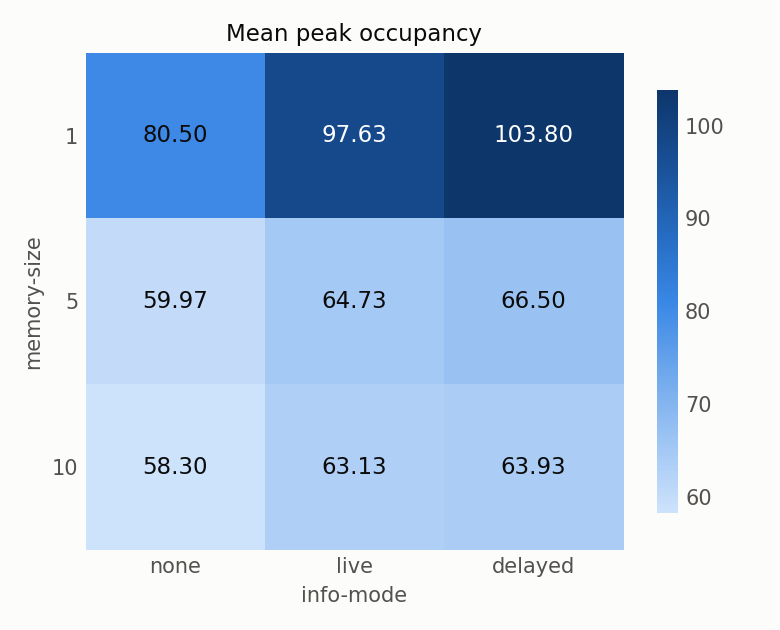 Mean peak occupancy
1 80.50 97.63 103.80
5 59.97 64.73 66.50
10 58.30 63.13 63.93
none live delayed
info-mode
memory-size
100
90
80
70
60